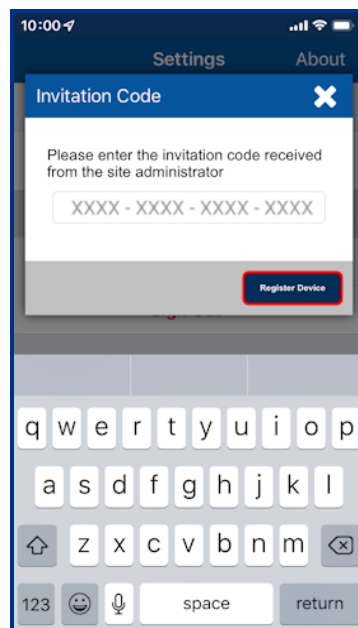 10:00
Settings About
Invitation Code
Please enter the invitation code received
from the site administrator
XXXX - XXXX - XXXX - XXXX
Register Device
q w e r t y u i o p
a s d f g h j k l
z x c v b n m
123 space return